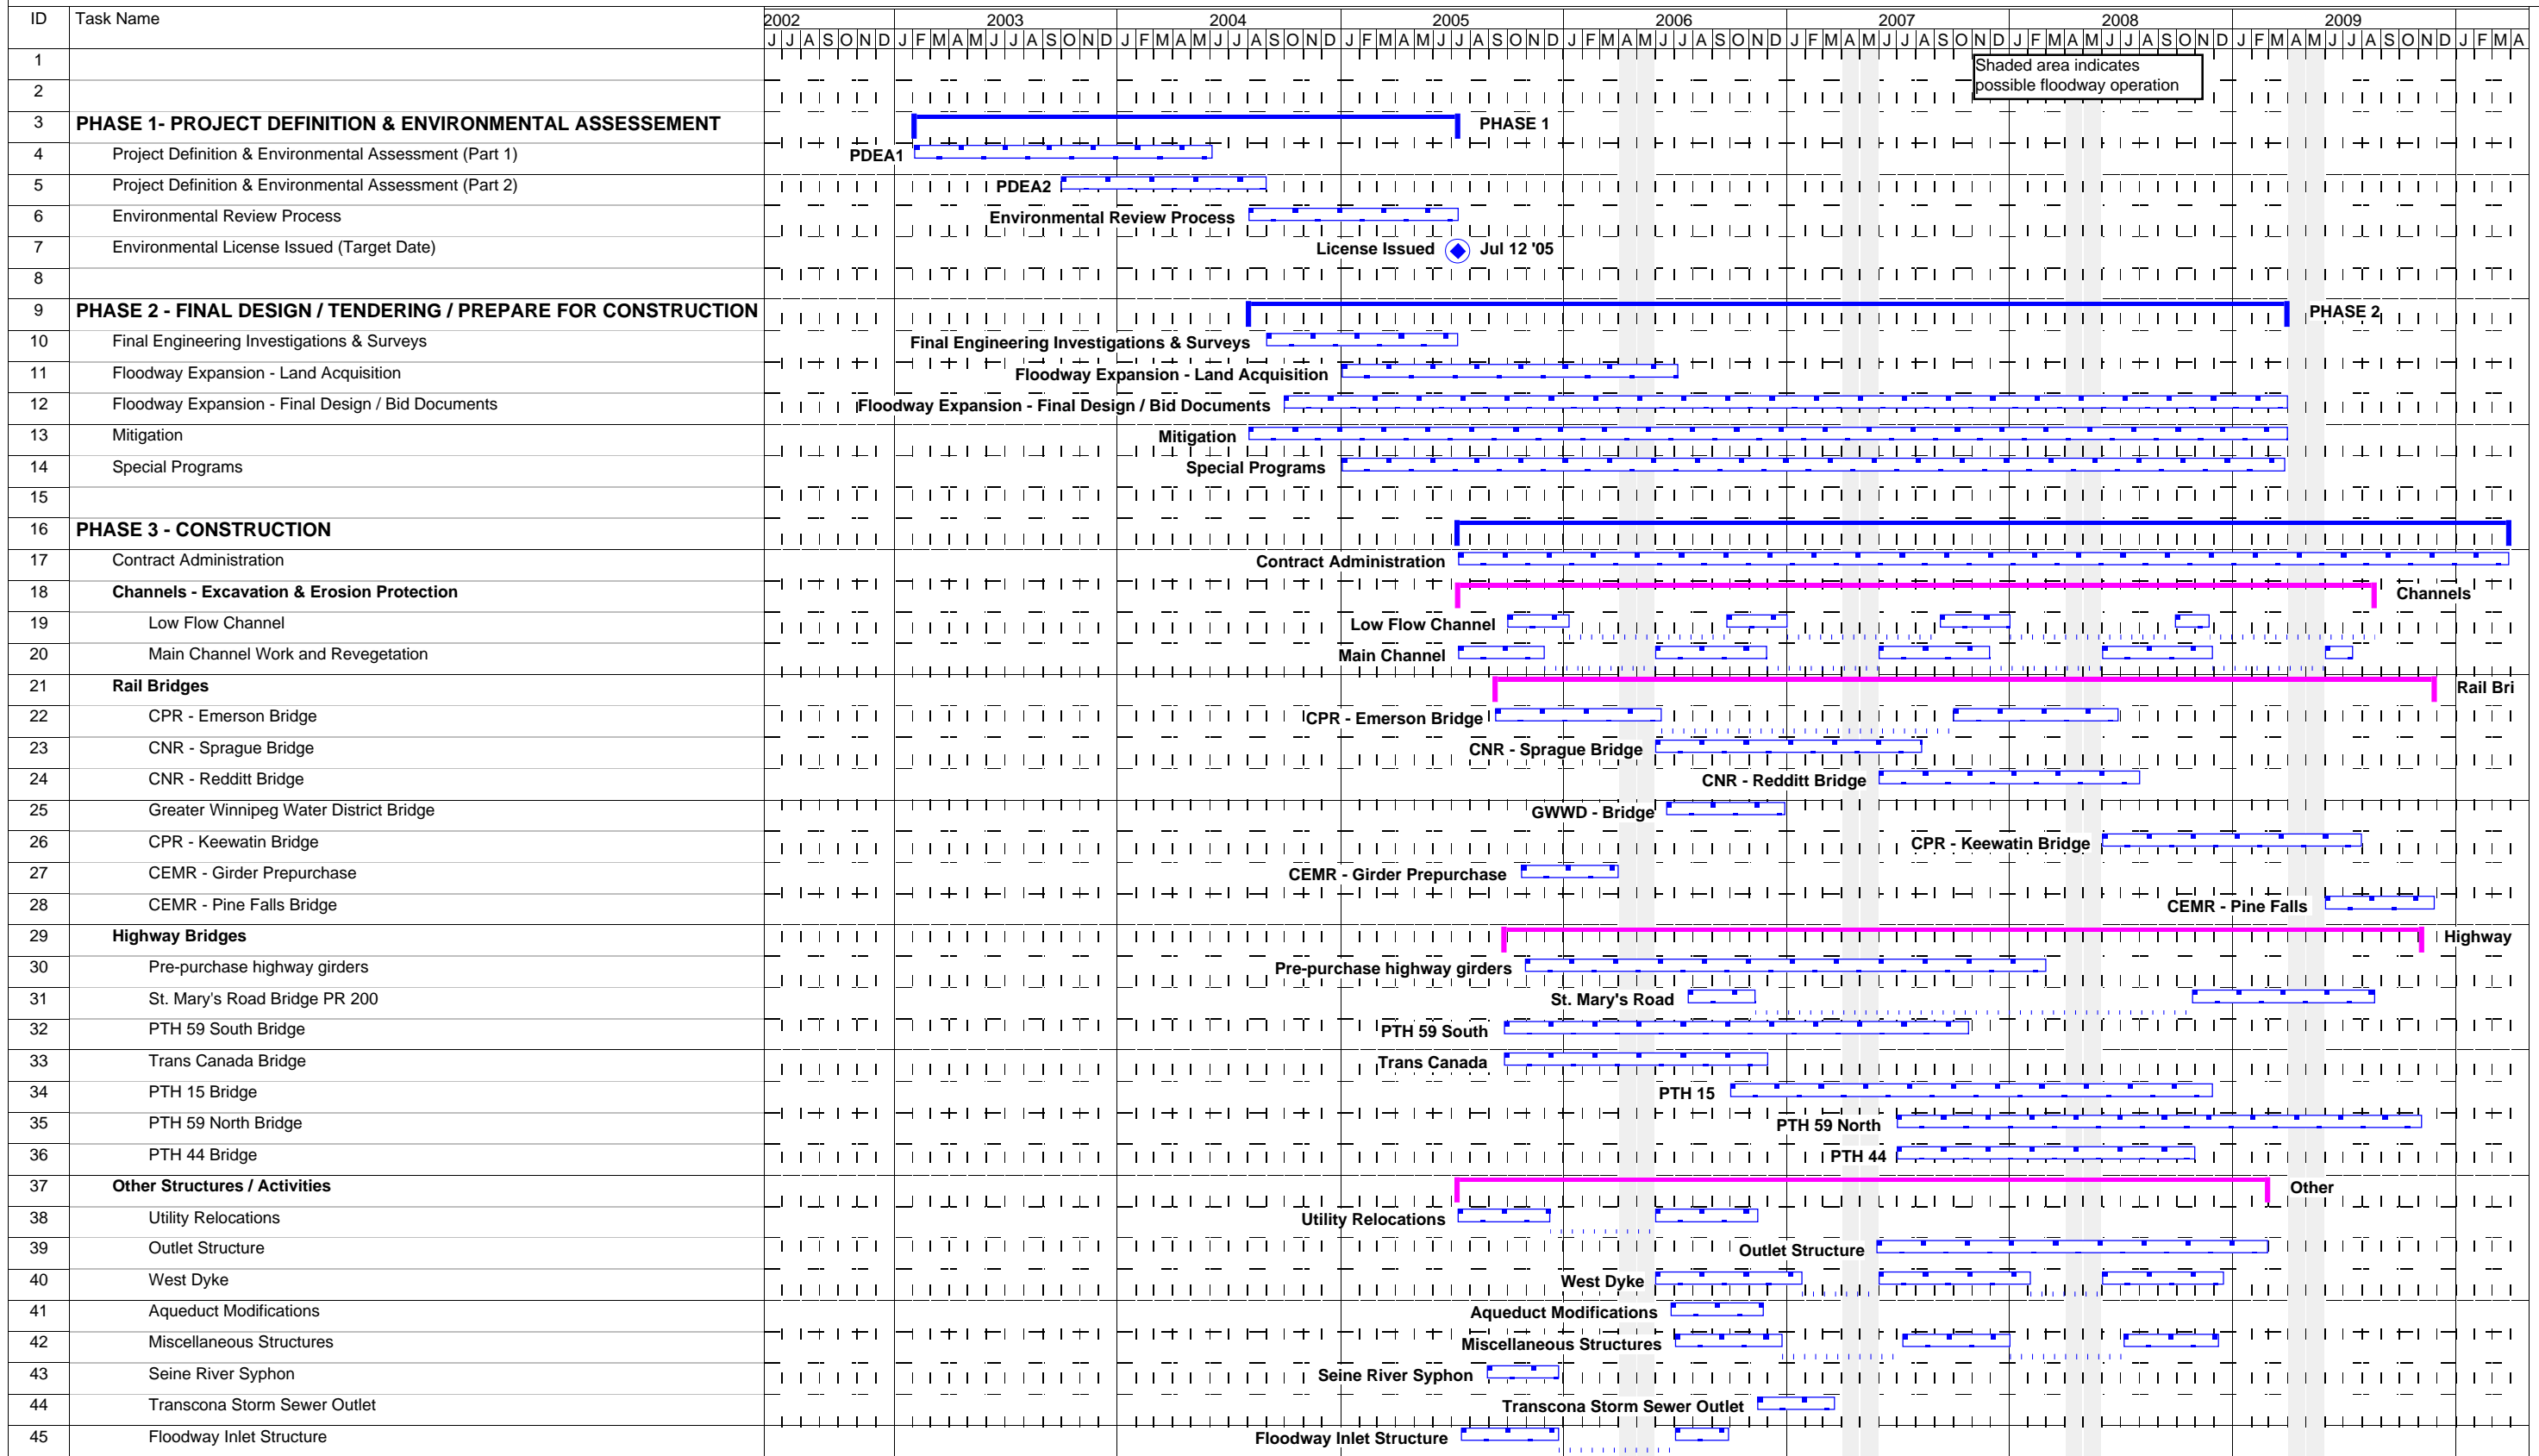 ID Task Name 2002 2003 2004 2005 2006 2007 2008 2009
J J A S O N D J F M A M J J A S O N D J F M A M J J A S O N D J F M A M J J A S O N D J F M A M J J A S O N D J F M A M J J A S O N D J F M A M J J A S O N D J F M A M J J A S O N D J F M A
1
Shaded area indicates
possible floodway operation
2
3 PHASE 1- PROJECT DEFINITION & ENVIRONMENTAL ASSESSEMENT PHASE 1
4 Project Definition & Environmental Assessment (Part 1) PDEA1
5 Project Definition & Environmental Assessment (Part 2) PDEA2
6 Environmental Review Process Environmental Review Process
7 Environmental License Issued (Target Date) License Issued Jul 12 '05
8
9 PHASE 2 - FINAL DESIGN / TENDERING / PREPARE FOR CONSTRUCTION PHASE 2
10 Final Engineering Investigations & Surveys Final Engineering Investigations & Surveys
11 Floodway Expansion - Land Acquisition Floodway Expansion - Land Acquisition
12 Floodway Expansion - Final Design / Bid Documents Floodway Expansion - Final Design / Bid Documents
13 Mitigation Mitigation
14 Special Programs Special Programs
15
16 PHASE 3 - CONSTRUCTION
17 Contract Administration Contract Administration
18 Channels - Excavation & Erosion Protection Channels
19 Low Flow Channel Low Flow Channel
20 Main Channel Work and Revegetation Main Channel
21 Rail Bridges Rail Bri
22 CPR - Emerson Bridge CPR - Emerson Bridge
23 CNR - Sprague Bridge CNR - Sprague Bridge
24 CNR - Redditt Bridge CNR - Redditt Bridge
25 Greater Winnipeg Water District Bridge GWWD - Bridge
26 CPR - Keewatin Bridge CPR - Keewatin Bridge
27 CEMR - Girder Prepurchase CEMR - Girder Prepurchase
28 CEMR - Pine Falls Bridge CEMR - Pine Falls
29 Highway Bridges Highway
30 Pre-purchase highway girders Pre-purchase highway girders
31 St. Mary's Road Bridge PR 200 St. Mary's Road
32 PTH 59 South Bridge PTH 59 South
33 Trans Canada Bridge Trans Canada
34 PTH 15 Bridge PTH 15
35 PTH 59 North Bridge PTH 59 North
36 PTH 44 Bridge PTH 44
37 Other Structures / Activities Other
38 Utility Relocations Utility Relocations
39 Outlet Structure Outlet Structure
40 West Dyke West Dyke
41 Aqueduct Modifications Aqueduct Modifications
42 Miscellaneous Structures Miscellaneous Structures
43 Seine River Syphon Seine River Syphon
44 Transcona Storm Sewer Outlet Transcona Storm Sewer Outlet
45 Floodway Inlet Structure Floodway Inlet Structure